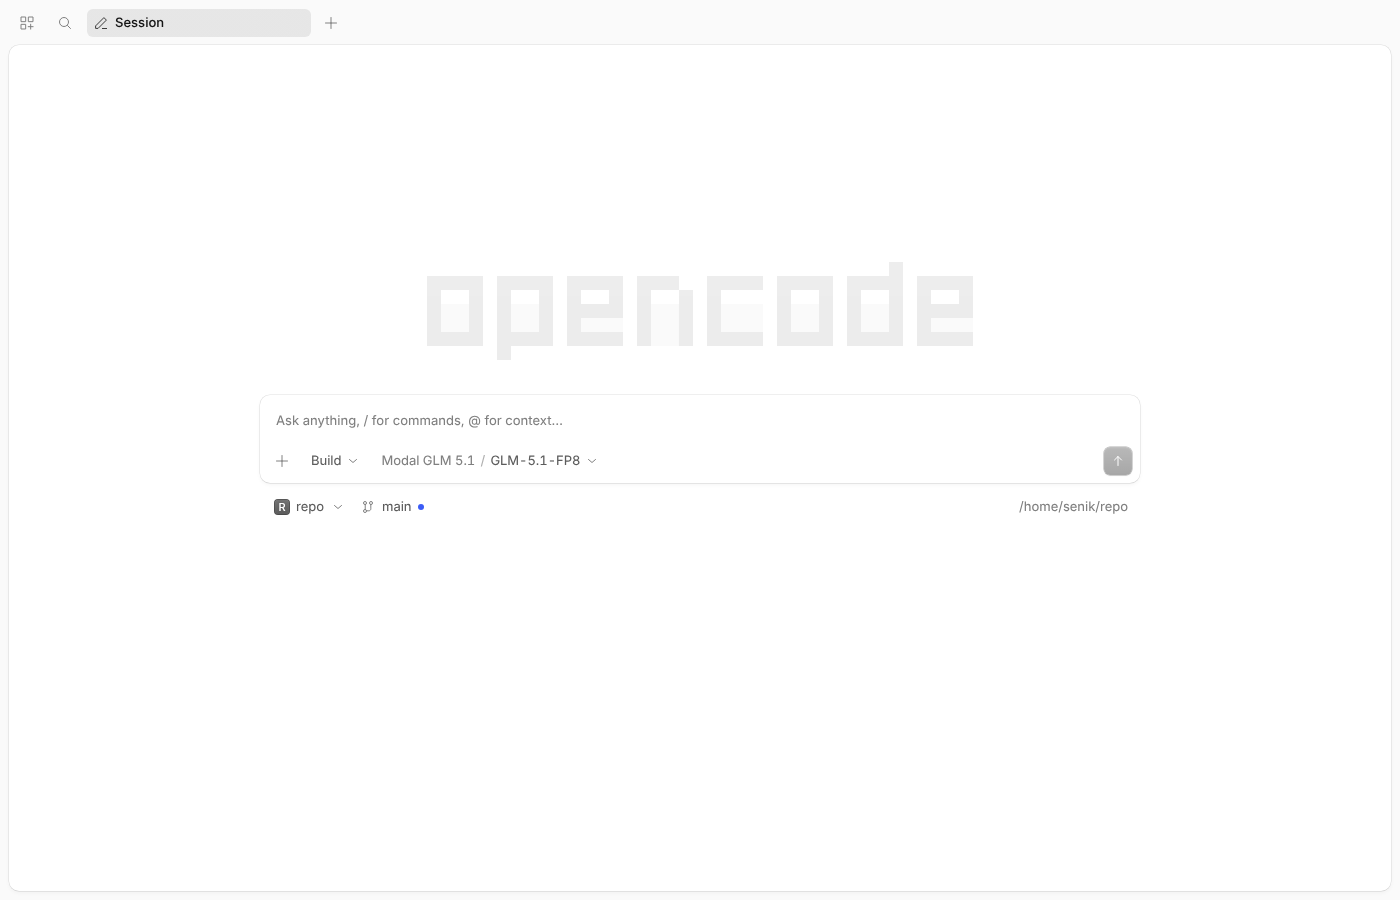 Session
opencode
Ask anything, / for commands, @ for context...
Build Modal GLM 5.1 / GLM-5.1-FP8
R repo main /home/senik/repo